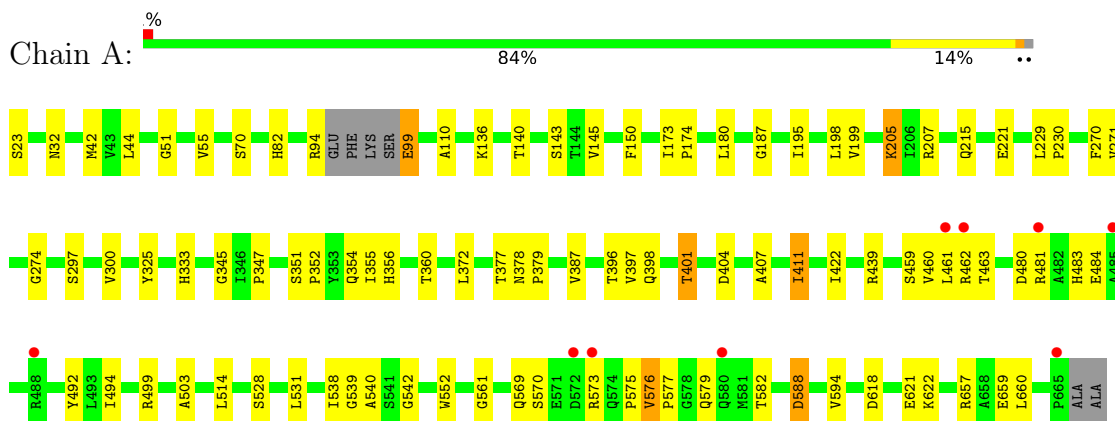 .%
Chain A:
84% 14% ••
S23 N32 M42 V43 L44 G51 V55 S70 H82 R94 GLU PHE LYS SER E99 A110 K136 T140 S143 T144 V145 F150 I173 P174 L180 G187 I195 L198 V199 K205 I206 R207 Q215 E221 L229 P230 F270 V271
G274 S297 V300 Y325 H333 G345 I346 P347 S351 P352 Y353 Q354 I355 H356 T360 L372 T377 N378 P379 V387 T396 V397 Q398 T401 D404 A407 I411 I422 R439 S459 V460 L461 R462 T463 D480 R481 A482 H483 E484 A485
R488 Y492 L493 I494 R499 A503 L514 S528 L531 I538 G539 A540 S541 G542 W552 G561 Q569 S570 E571 D572 R573 Q574 P575 V576 P577 G578 Q579 Q580 M581 T582 D588 V594 D618 E621 K622 R657 A658 E659 L660 P665 ALA ALA